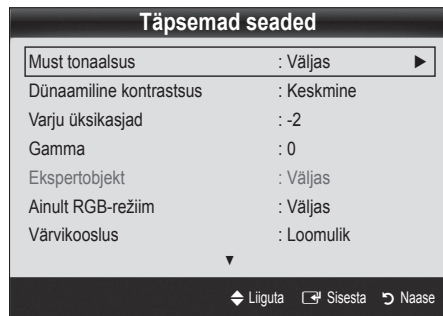 Täpsemad seaded
Must tonaalsus : Väljas ▶
Dünaamiline kontrastsus : Keskmine
Varju üksikasjad : -2
Gamma : 0
Ekspertobjekt : Väljas
Ainult RGB-režiim : Väljas
Värvikooslus : Loomulik
▼
Liiguta Sisesta Naase